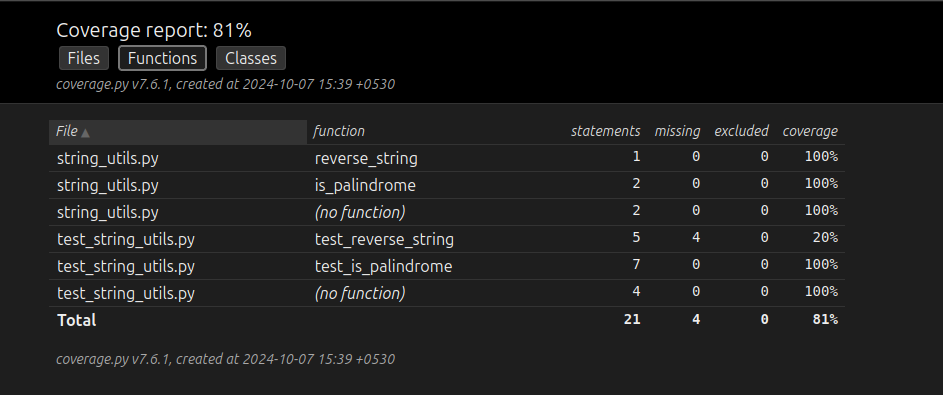 Coverage report: 81%
Files Functions Classes
coverage.py v7.6.1, created at 2024-10-07 15:39 +0530
File ▲ function statements missing excluded coverage
string_utils.py reverse_string 1 0 0 100%
string_utils.py is_palindrome 2 0 0 100%
string_utils.py (no function) 2 0 0 100%
test_string_utils.py test_reverse_string 5 4 0 20%
test_string_utils.py test_is_palindrome 7 0 0 100%
test_string_utils.py (no function) 4 0 0 100%
Total 21 4 0 81%
coverage.py v7.6.1, created at 2024-10-07 15:39 +0530